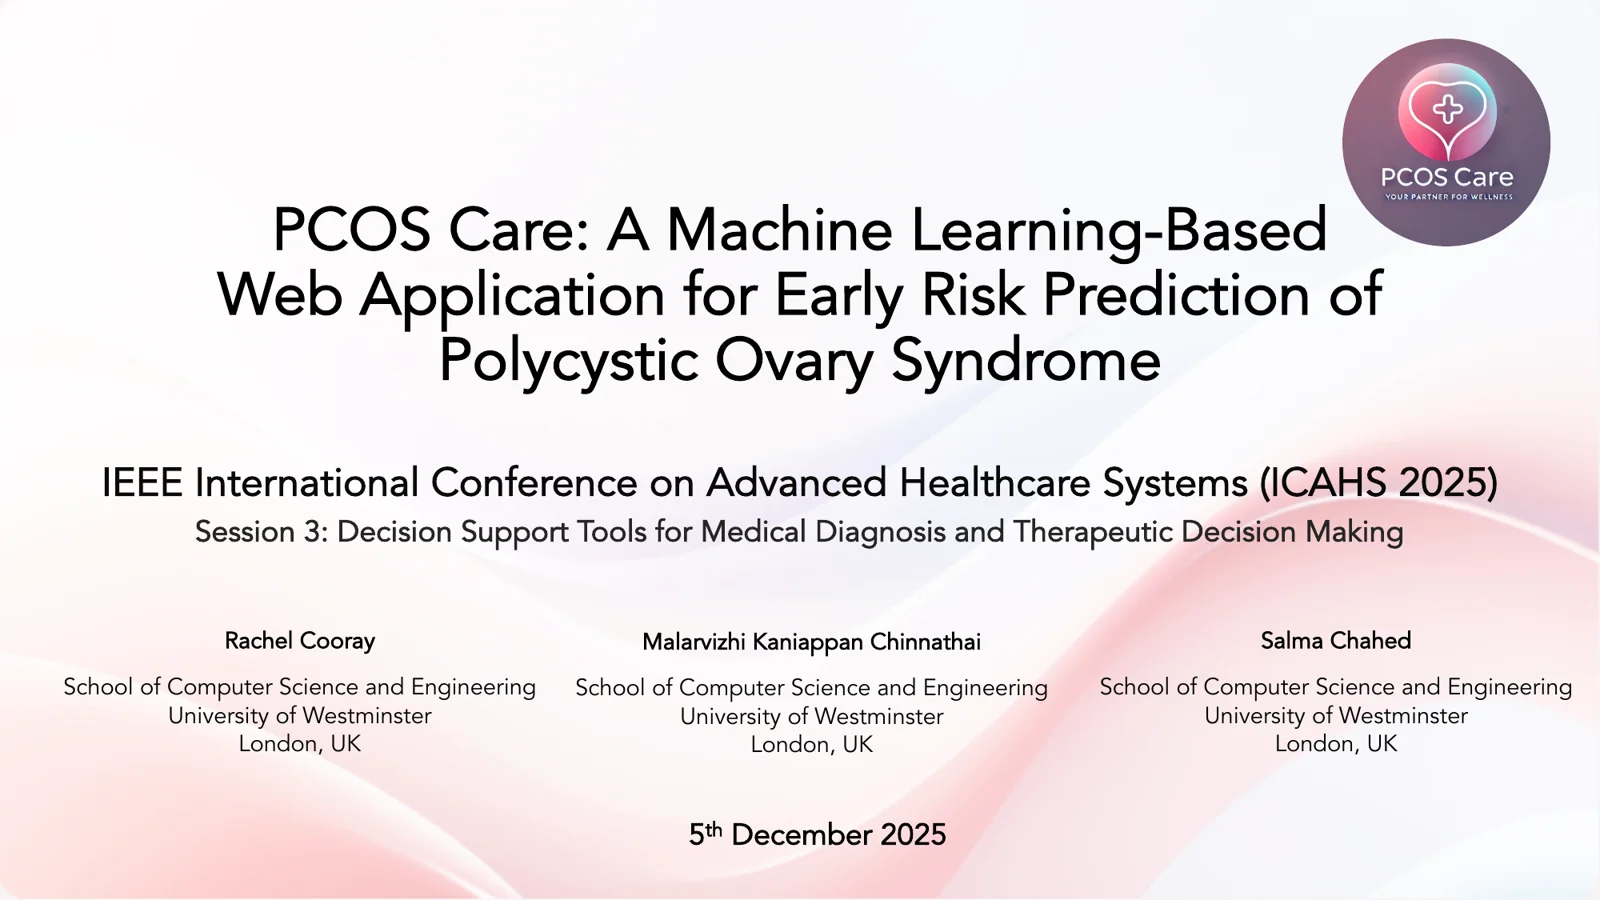 PCOS Care
YOUR PARTNER FOR WELLNESS
PCOS Care: A Machine Learning-Based
Web Application for Early Risk Prediction of
Polycystic Ovary Syndrome
IEEE International Conference on Advanced Healthcare Systems (ICAHS 2025)
Session 3: Decision Support Tools for Medical Diagnosis and Therapeutic Decision Making
Rachel Cooray
School of Computer Science and Engineering
University of Westminster
London, UK
Malarvizhi Kaniappan Chinnathai
School of Computer Science and Engineering
University of Westminster
London, UK
Salma Chahed
School of Computer Science and Engineering
University of Westminster
London, UK
5th December 2025